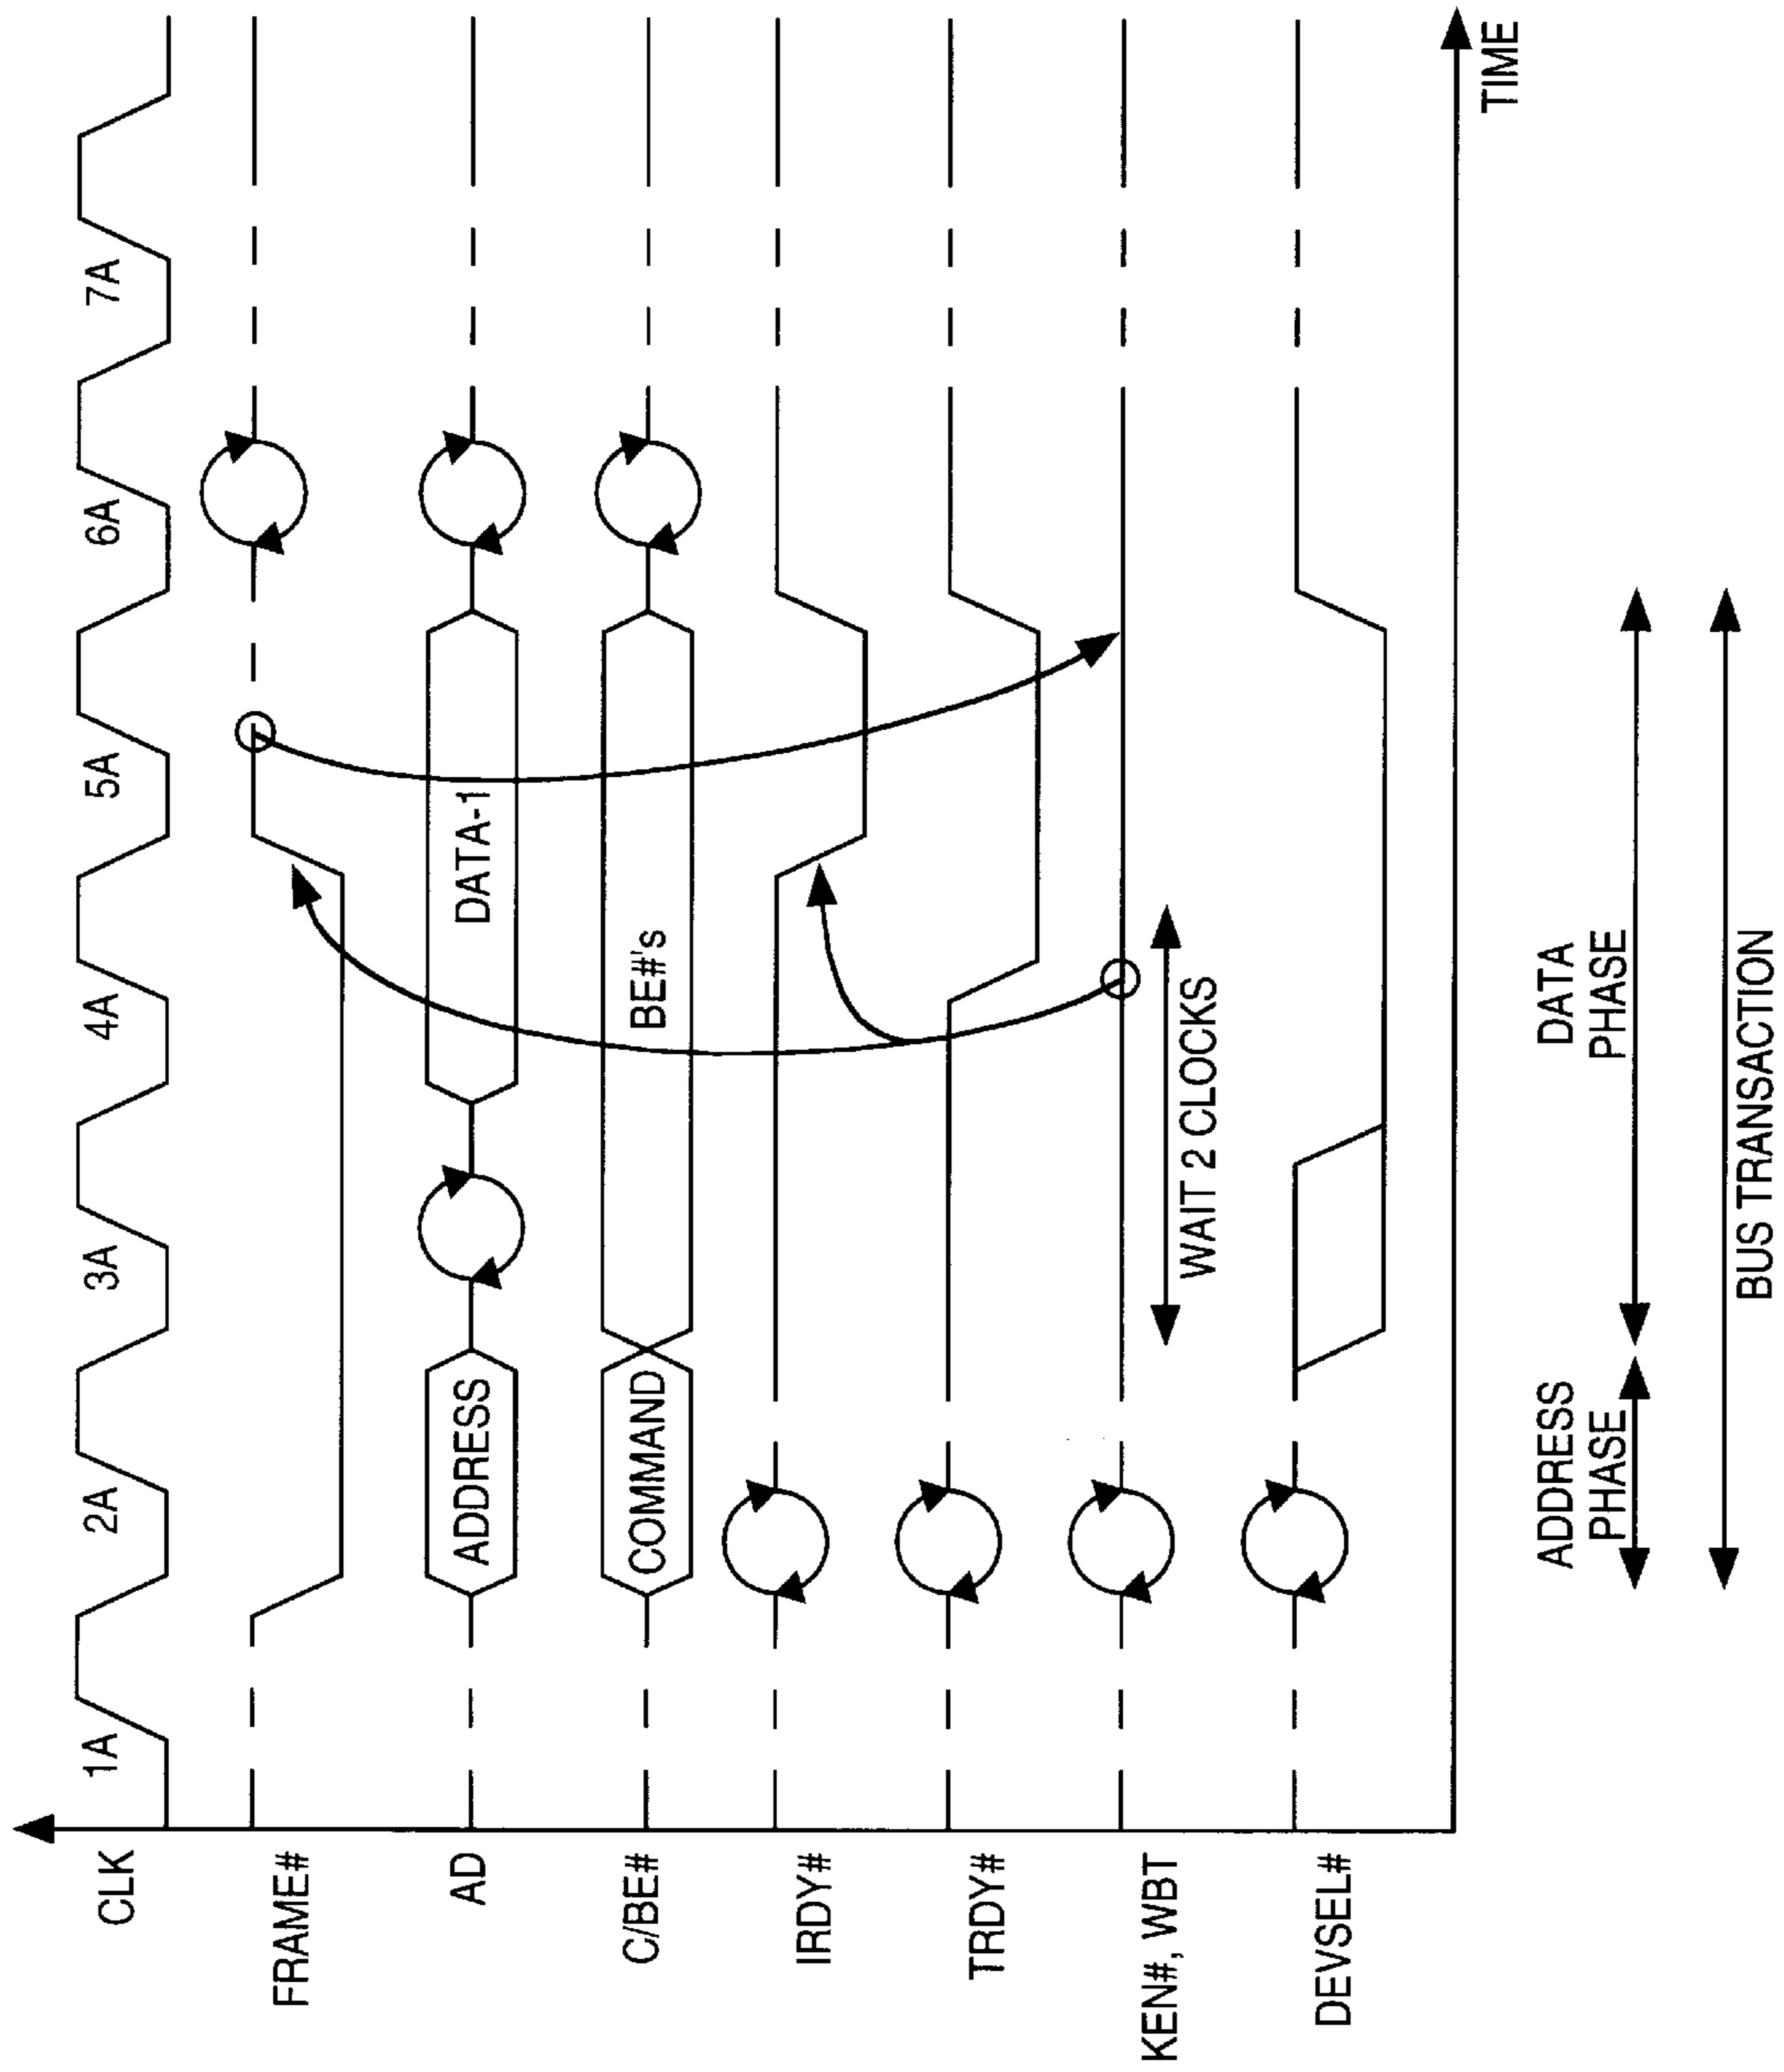 CLK
1A 2A 3A 4A 5A 6A 7A
FRAME#
AD
ADDRESS
DATA-1
C/BE#
COMMAND
BE#'s
IRDY#
TRDY#
KEN#, WBT
WAIT 2 CLOCKS
DEVSEL#
TIME
ADDRESS
PHASE
DATA
PHASE
BUS TRANSACTION